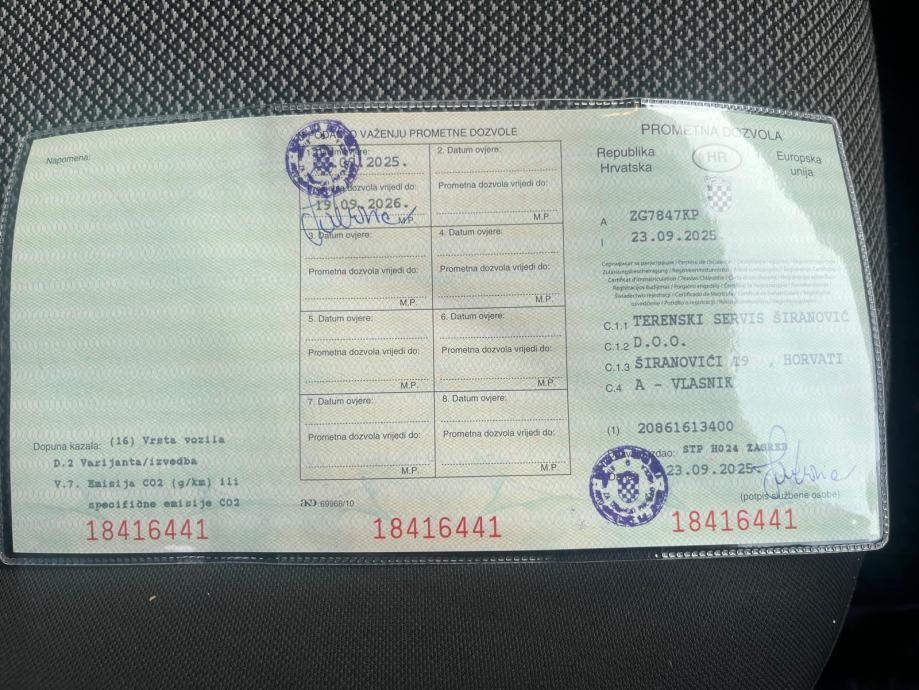 Napomena:
Dopuna kazala: (16) Vrsta vozila
D.2 Varijanta/izvedba
V.7. Emisija CO2 (g/km) ili
specifične emisije CO2
18416441
O VAŽENJU PROMETNE DOZVOLE
2025.
dozvola vrijedi do:
19.09.2026.
M.P.
2. Datum ovjere:
Prometna dozvola vrijedi do:
M.P.
3. Datum ovjere:
Prometna dozvola vrijedi do:
M.P.
4. Datum ovjere:
Prometna dozvola vrijedi do:
M.P.
5. Datum ovjere:
Prometna dozvola vrijedi do:
M.P.
6. Datum ovjere:
Prometna dozvola vrijedi do:
M.P.
7. Datum ovjere:
Prometna dozvola vrijedi do:
M.P.
8. Datum ovjere:
Prometna dozvola vrijedi do:
M.P.
AKD 69968/10
18416441
PROMETNA DOZVOLA
Republika Hrvatska
HR
Europska unija
A ZG7847KP
I 23.09.2025
C.1.1 TERENSKI SERVIS ŠIRANOVIĆ
C.1.2 D.O.O.
C.1.3 ŠIRANOVIĆI 19 , HORVATI
C.4 A - VLASNIK
(1) 20861613400
STP H024 ZAGREB
23.09.2025
(potpis službene osobe)
18416441